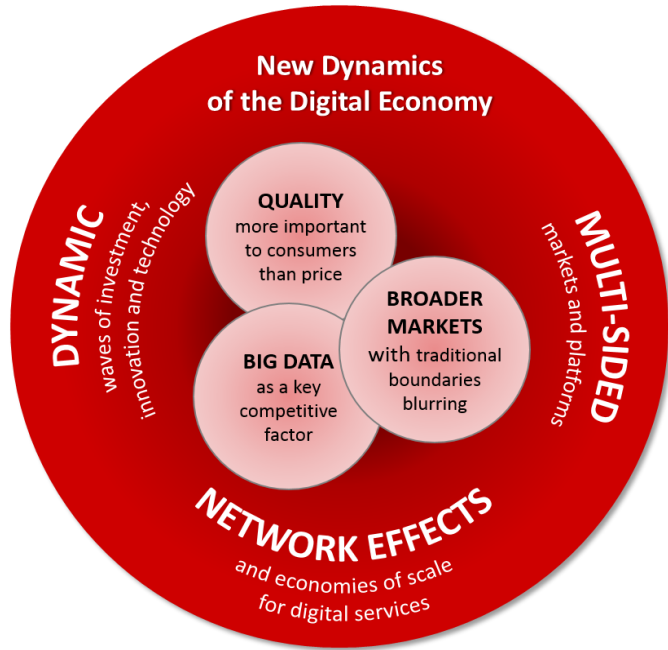 New Dynamics
of the Digital Economy
DYNAMIC
waves of investment,
innovation and technology
QUALITY
more important
to consumers
than price
BROADER
MARKETS
with traditional
boundaries
blurring
BIG DATA
as a key
competitive
factor
MULTI-SIDED
markets and platforms
NETWORK EFFECTS
and economies of scale
for digital services